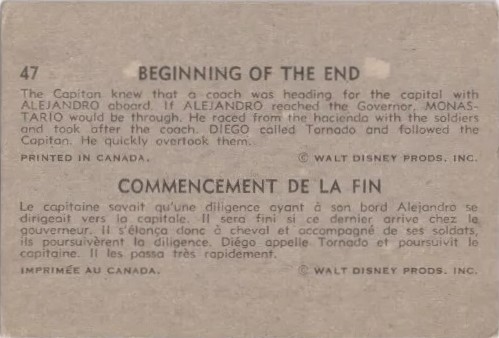 47 BEGINNING OF THE END
The Capitan knew that a coach was heading for the capital with
ALEJANDRO aboard. If ALEJANDRO reached the Governor, MONAS-
TARIO would be through. He raced from the hacienda with the soldiers
and took after the coach. DIEGO called Tornado and followed the
Capitan. He quickly overtook them.
PRINTED IN CANADA. © WALT DISNEY PRODS. INC.
COMMENCEMENT DE LA FIN
Le capitaine savait qu'une diligence ayant à son bord Alejandro se
dirigeait vers la capitale. Il sera fini si ce dernier arrive chez le
gouverneur. Il s'élança donc à cheval et accompagné de ses soldats,
ils poursuivèrent la diligence. Diégo appelle Tornado et poursuivit le
capitaine. Il les passa très rapidement.
IMPRIMÉE AU CANADA. © WALT DISNEY PRODS. INC.